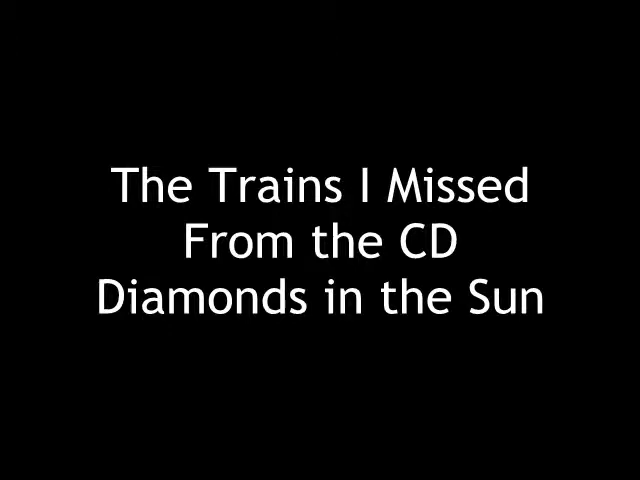 The Trains I Missed
From the CD
Diamonds in the Sun